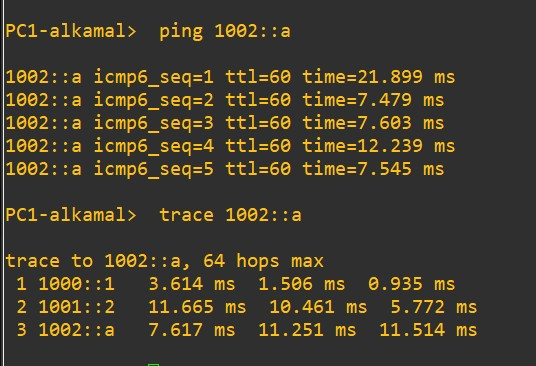 PC1-alkamal>  ping 1002::a
1002::a icmp6_seq=1 ttl=60 time=21.899 ms
1002::a icmp6_seq=2 ttl=60 time=7.479 ms
1002::a icmp6_seq=3 ttl=60 time=7.603 ms
1002::a icmp6_seq=4 ttl=60 time=12.239 ms
1002::a icmp6_seq=5 ttl=60 time=7.545 ms
PC1-alkamal>  trace 1002::a
trace to 1002::a, 64 hops max
 1 1000::1   3.614 ms  1.506 ms  0.935 ms
 2 1001::2   11.665 ms  10.461 ms  5.772 ms
 3 1002::a   7.617 ms  11.251 ms  11.514 ms